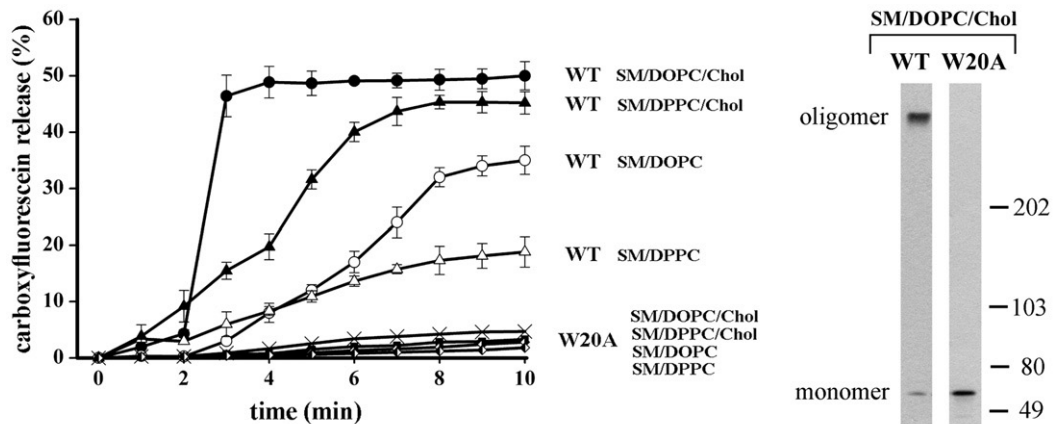 carboxyfluorescein release (%)
60
50
40
30
20
10
0
0 2 4 6 8 10
time (min)
WT SM/DOPC/Chol
WT SM/DPPC/Chol
WT SM/DOPC
WT SM/DPPC
W20A
SM/DOPC/Chol
SM/DPPC/Chol
SM/DOPC
SM/DPPC
SM/DOPC/Chol
WT W20A
oligomer
monomer
202
103
80
49